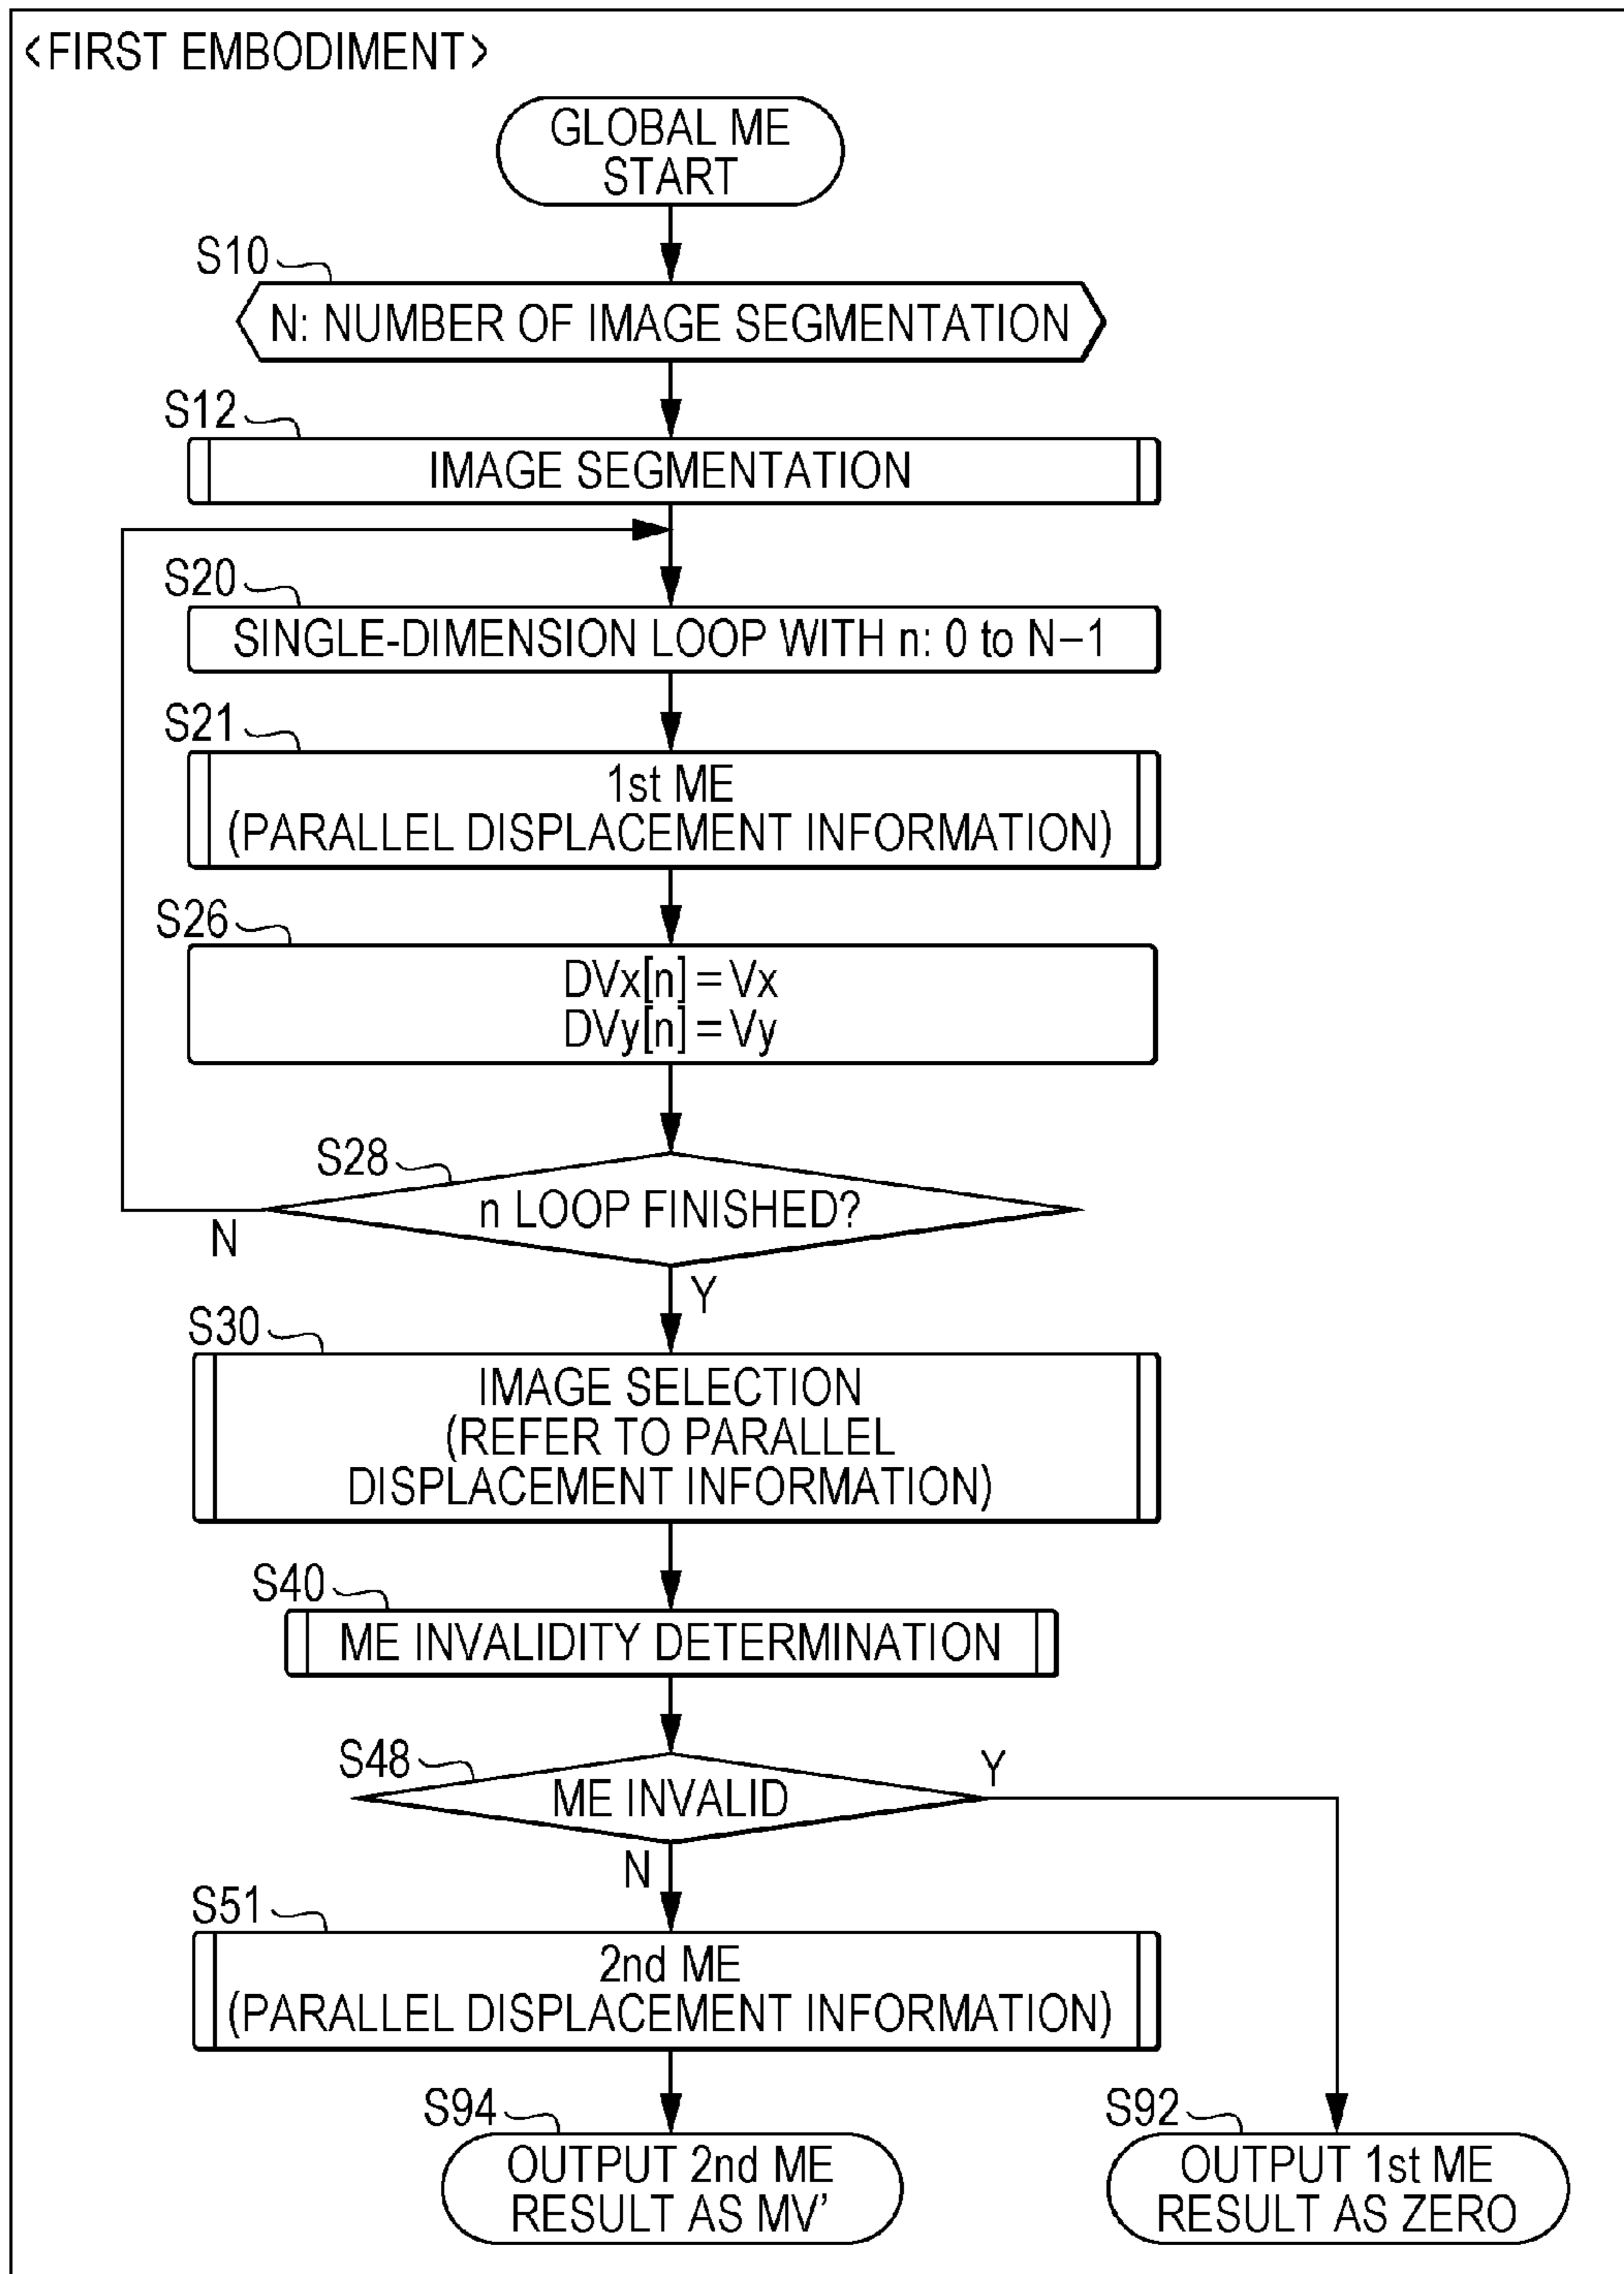 <FIRST EMBODIMENT>
GLOBAL ME
START
S10
N: NUMBER OF IMAGE SEGMENTATION
S12
IMAGE SEGMENTATION
S20
SINGLE-DIMENSION LOOP WITH n: 0 to N−1
S21
1st ME
(PARALLEL DISPLACEMENT INFORMATION)
S26
DVx[n] = Vx
DVy[n] = Vy
S28
n LOOP FINISHED?
N
Y
S30
IMAGE SELECTION
(REFER TO PARALLEL
DISPLACEMENT INFORMATION)
S40
ME INVALIDITY DETERMINATION
S48
ME INVALID
Y
N
S51
2nd ME
(PARALLEL DISPLACEMENT INFORMATION)
S94
OUTPUT 2nd ME
RESULT AS MV’
S92
OUTPUT 1st ME
RESULT AS ZERO